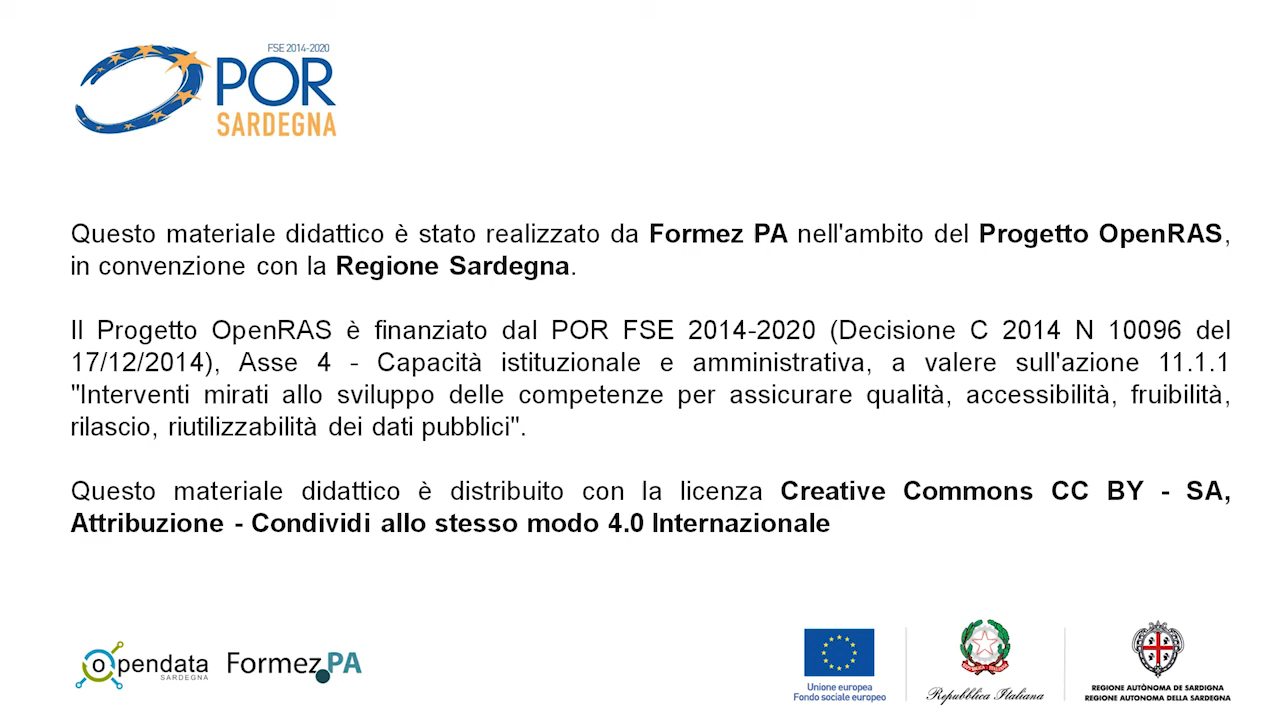 FSE 2014-2020
POR
SARDEGNA
Questo materiale didattico è stato realizzato da Formez PA nell'ambito del Progetto OpenRAS,
in convenzione con la Regione Sardegna.
Il Progetto OpenRAS è finanziato dal POR FSE 2014-2020 (Decisione C 2014 N 10096 del
17/12/2014), Asse 4 - Capacità istituzionale e amministrativa, a valere sull'azione 11.1.1
"Interventi mirati allo sviluppo delle competenze per assicurare qualità, accessibilità, fruibilità,
rilascio, riutilizzabilità dei dati pubblici".
Questo materiale didattico è distribuito con la licenza Creative Commons CC BY - SA,
Attribuzione - Condividi allo stesso modo 4.0 Internazionale
opendata
SARDEGNA
Formez PA
Unione europea
Fondo sociale europeo
Repubblica Italiana
REGIONE AUTÒNOMA DE SARDIGNA
REGIONE AUTONOMA DELLA SARDEGNA